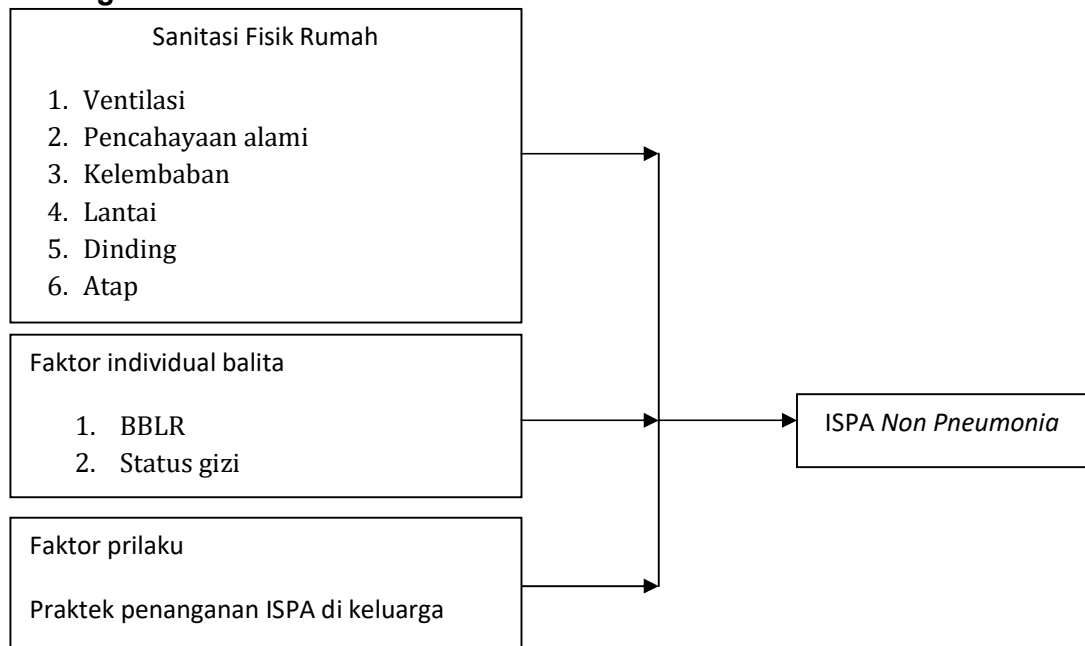 Sanitasi Fisik Rumah
1. Ventilasi
2. Pencahayaan alami
3. Kelembaban
4. Lantai
5. Dinding
6. Atap
Faktor individual balita
1. BBLR
2. Status gizi
ISPA Non Pneumonia
Faktor prilaku
Praktek penanganan ISPA di keluarga